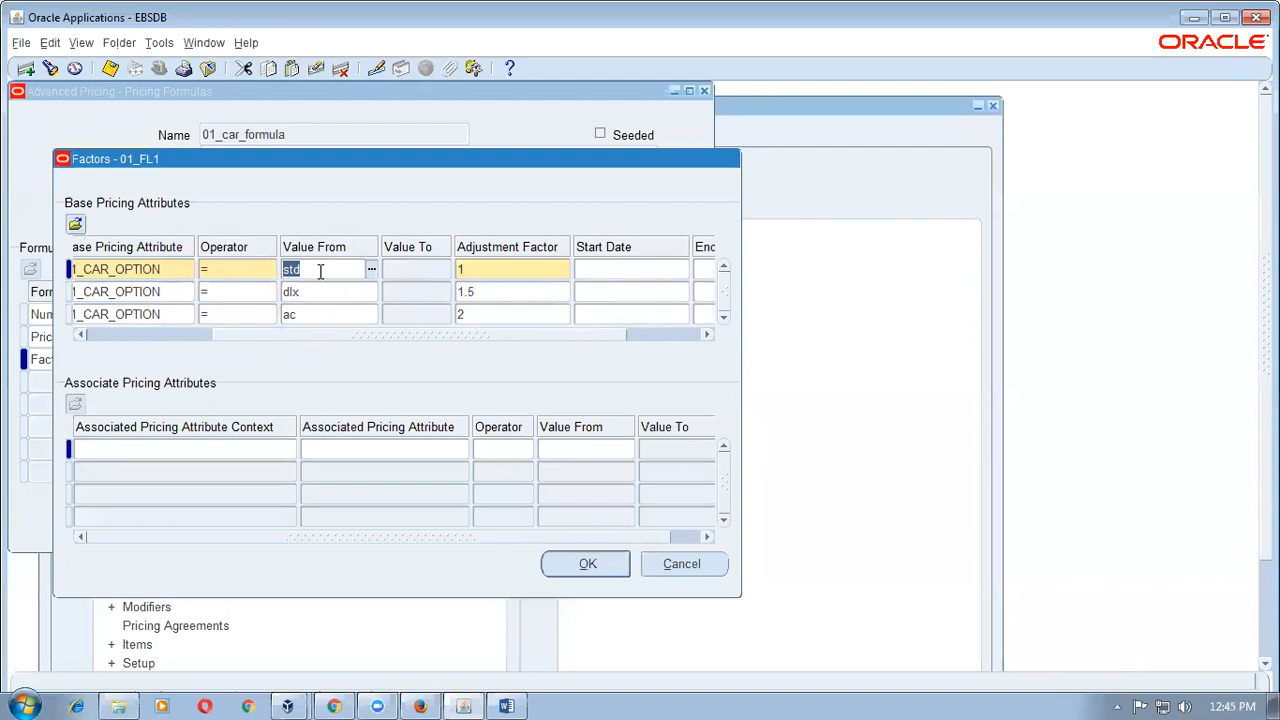 Oracle Applications - EBSDB
File Edit View Folder Tools Window Help
ORACLE
Advanced Pricing - Pricing Formulas
Name 01_car_formula Seeded
Factors - 01_FL1
Base Pricing Attributes
ase Pricing Attribute Operator Value From Value To Adjustment Factor Start Date Enc
1_CAR_OPTION = std 1
1_CAR_OPTION = dlx 1.5
1_CAR_OPTION = ac 2
Formu
Forn
Num
Pric
Fac
Associate Pricing Attributes
Associated Pricing Attribute Context Associated Pricing Attribute Operator Value From Value To
OK Cancel
+ Modifiers
Pricing Agreements
+ Items
+ Setup
12:45 PM